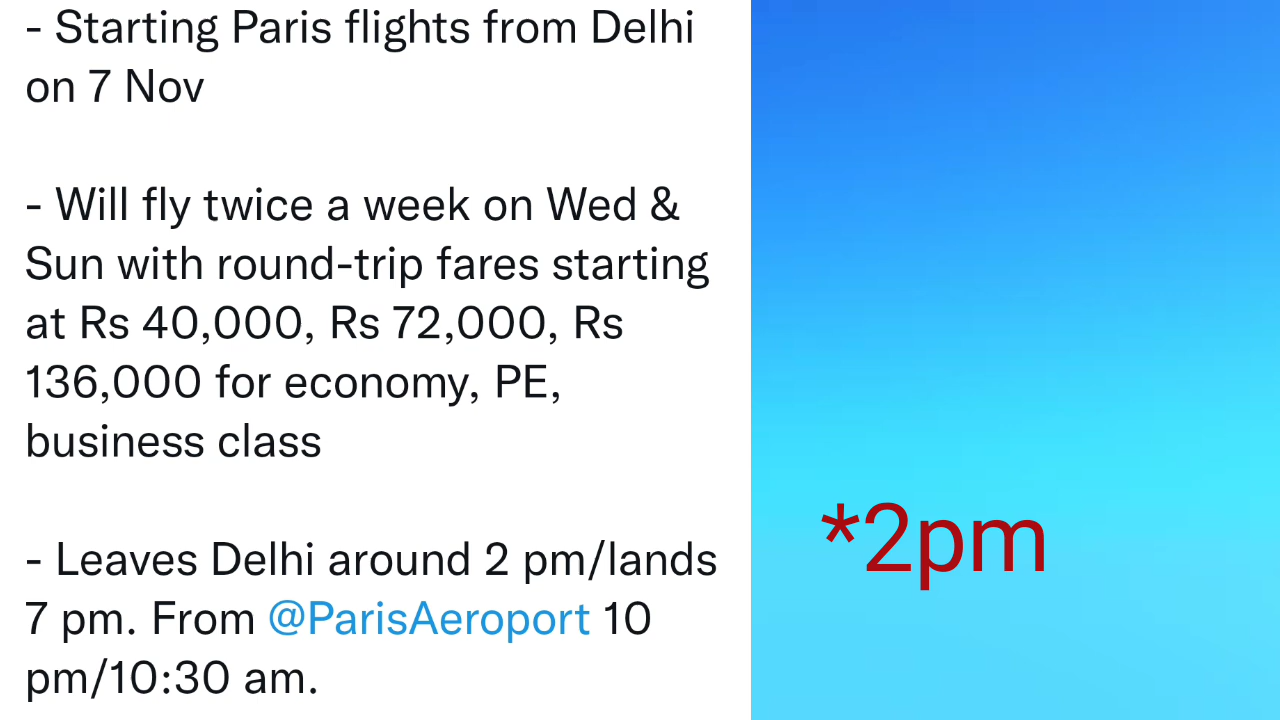 - Starting Paris flights from Delhi
on 7 Nov
- Will fly twice a week on Wed &
Sun with round-trip fares starting
at Rs 40,000, Rs 72,000, Rs
136,000 for economy, PE,
business class
- Leaves Delhi around 2 pm/lands
7 pm. From @ParisAeroport 10
pm/10:30 am.
*2pm